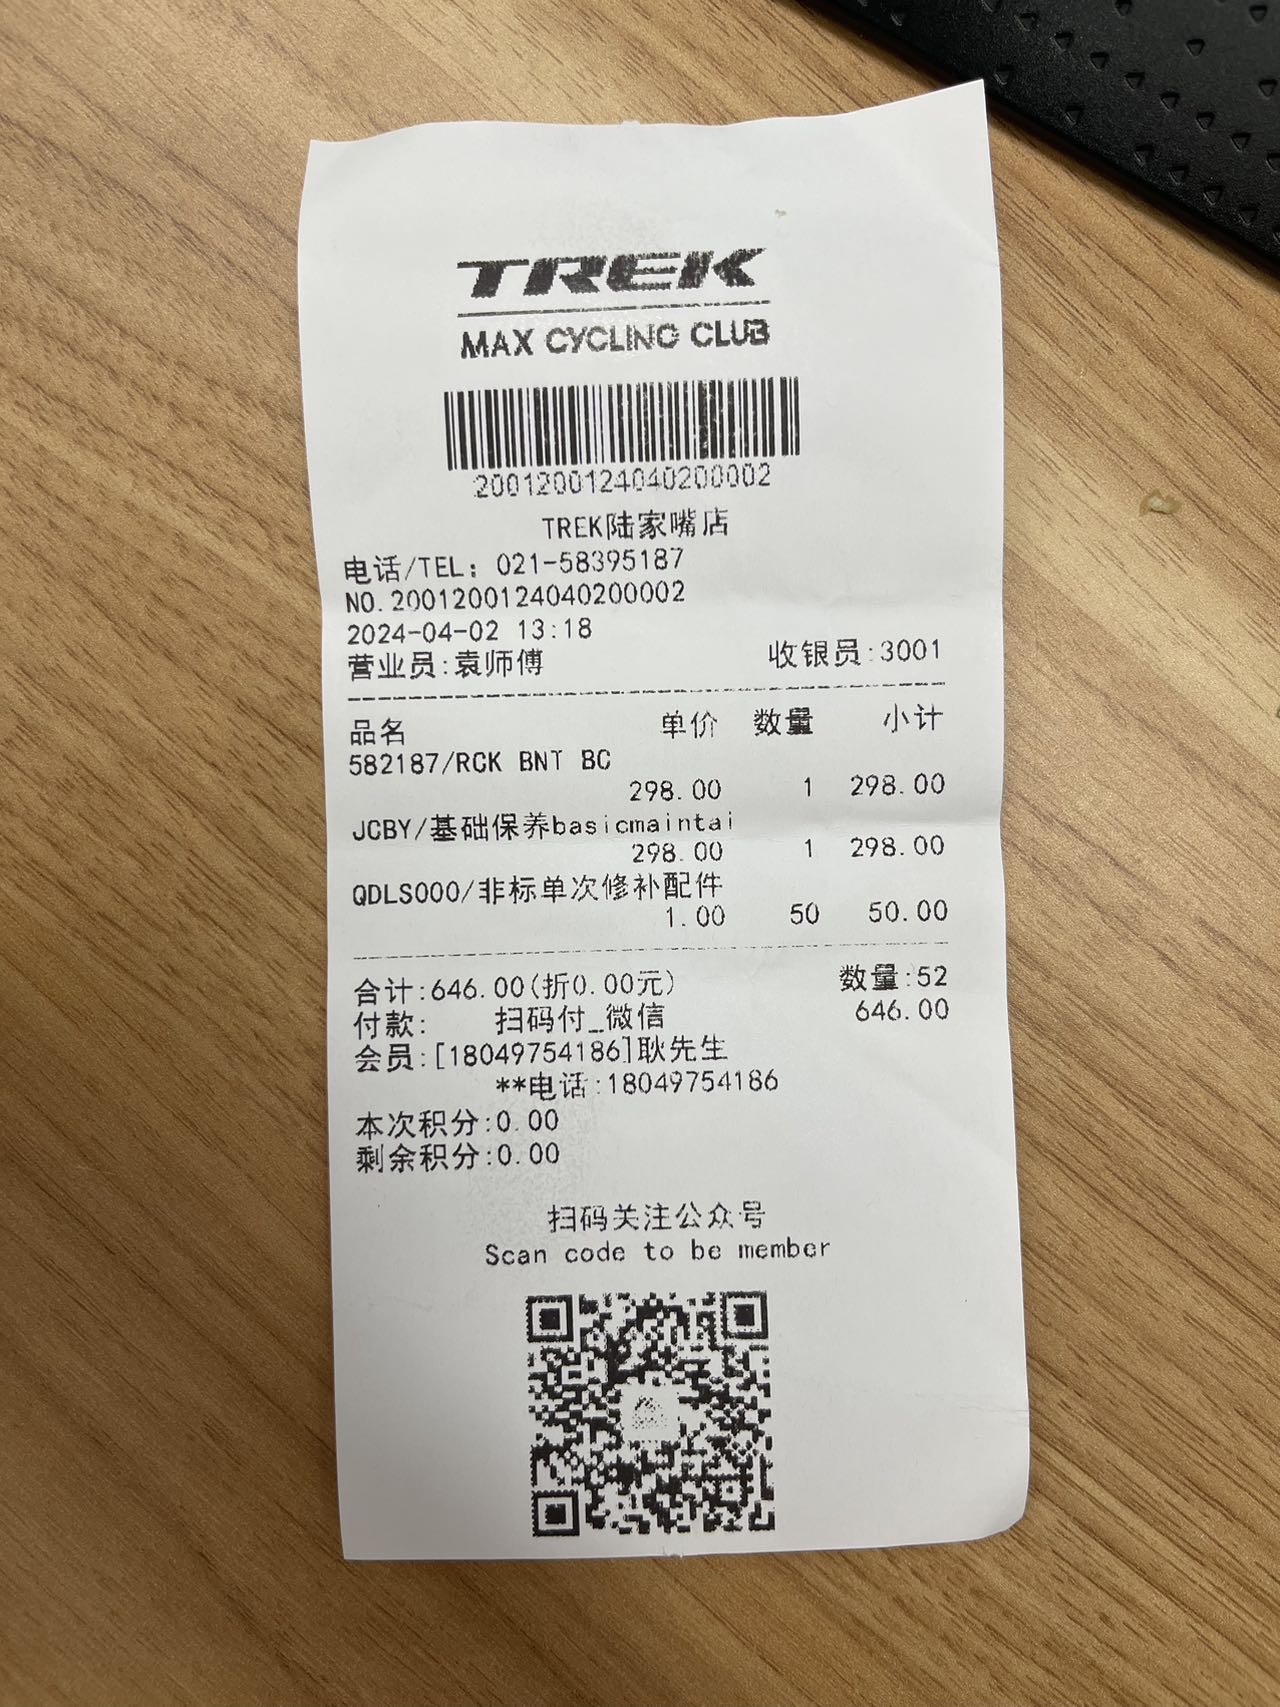 TREK
MAX CYCLING CLUB
2001200124040200002
TREK陆家嘴店
电话/TEL: 021-58395187
NO.2001200124040200002
2024-04-02 13:18
营业员:袁师傅 收银员:3001
品名 单价 数量 小计
582187/RCK BNT BC
298.00 1 298.00
JCBY/基础保养basicmaintai
298.00 1 298.00
QDLS000/非标单次修补配件
1.00 50 50.00
合计:646.00(折0.00元) 数量:52
付款: 扫码付_微信 646.00
会员:[18049754186]耿先生
**电话:18049754186
本次积分:0.00
剩余积分:0.00
扫码关注公众号
Scan code to be member